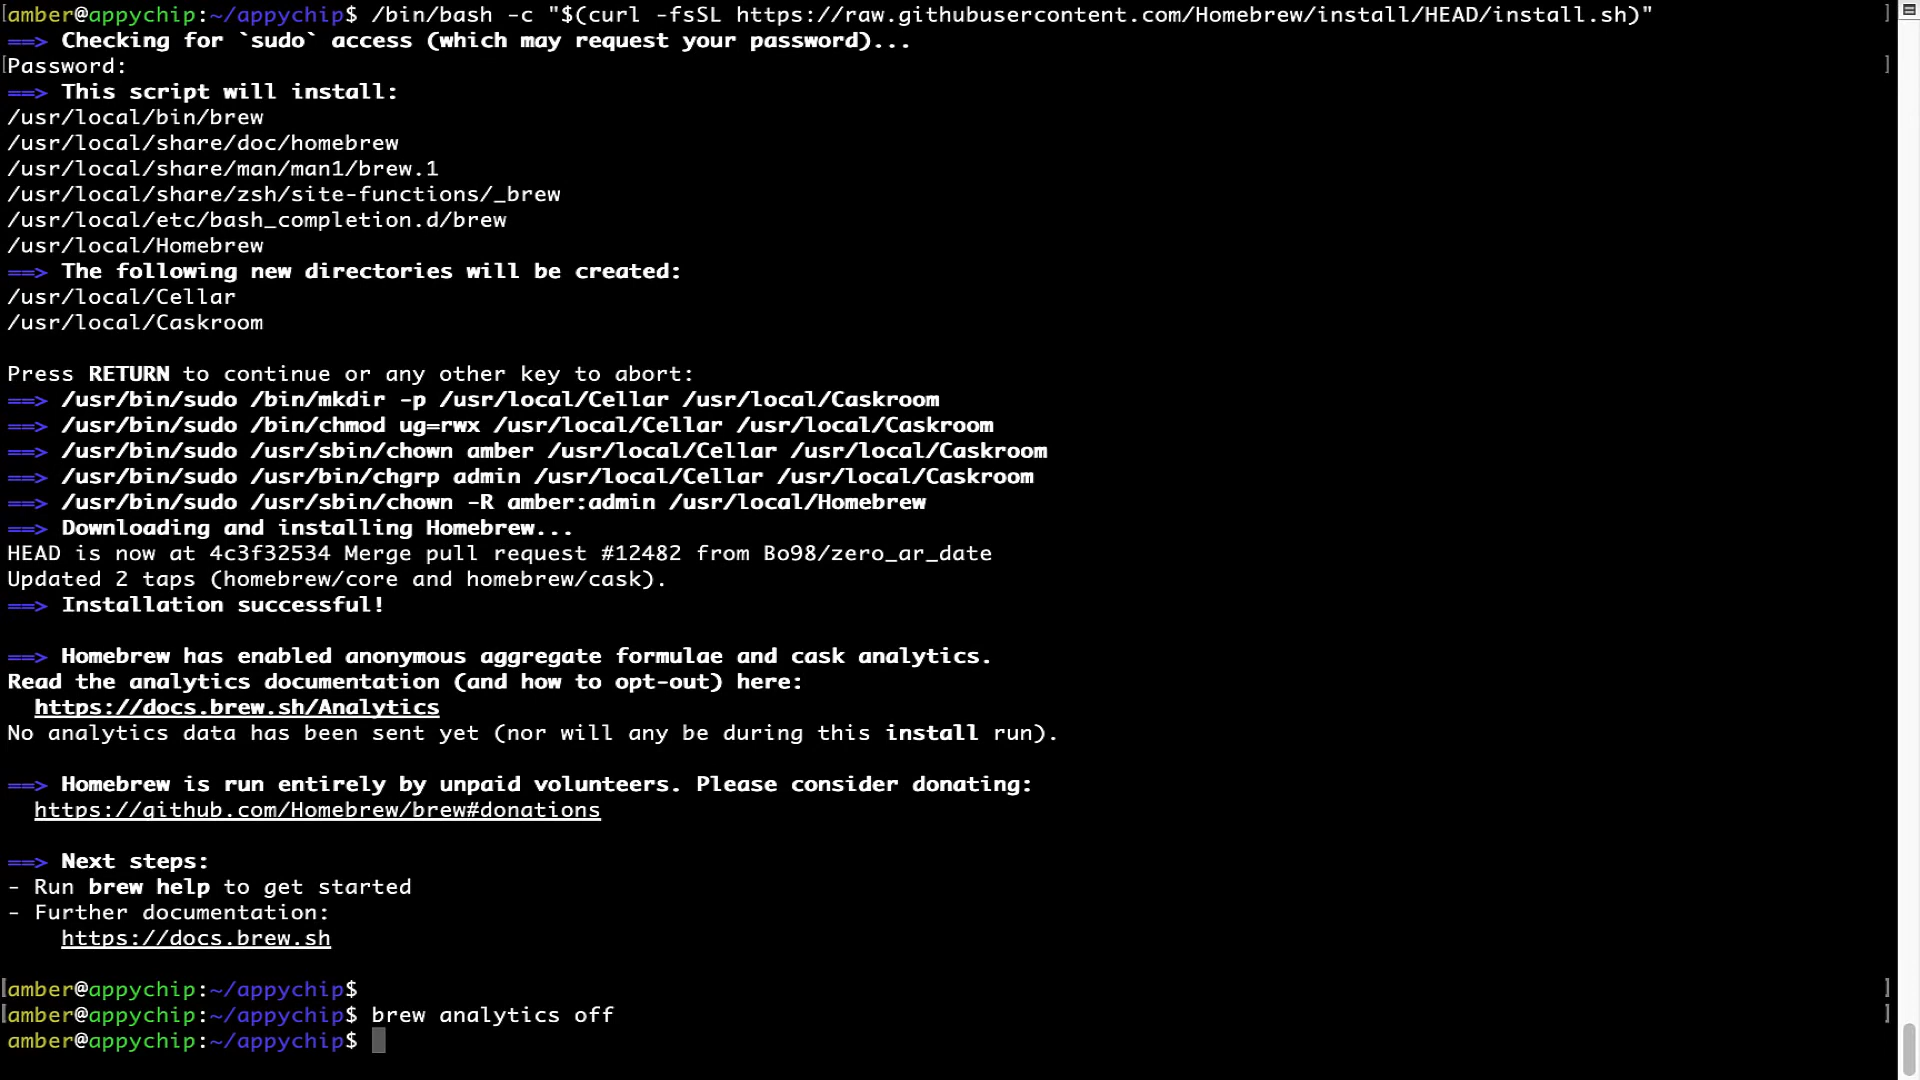 amber@appychip:~/appychip$ /bin/bash -c "$(curl -fsSL https://raw.githubusercontent.com/Homebrew/install/HEAD/install.sh)"
==> Checking for `sudo` access (which may request your password)...
Password:
==> This script will install:
/usr/local/bin/brew
/usr/local/share/doc/homebrew
/usr/local/share/man/man1/brew.1
/usr/local/share/zsh/site-functions/_brew
/usr/local/etc/bash_completion.d/brew
/usr/local/Homebrew
==> The following new directories will be created:
/usr/local/Cellar
/usr/local/Caskroom
Press RETURN to continue or any other key to abort:
==> /usr/bin/sudo /bin/mkdir -p /usr/local/Cellar /usr/local/Caskroom
==> /usr/bin/sudo /bin/chmod ug=rwx /usr/local/Cellar /usr/local/Caskroom
==> /usr/bin/sudo /usr/sbin/chown amber /usr/local/Cellar /usr/local/Caskroom
==> /usr/bin/sudo /usr/bin/chgrp admin /usr/local/Cellar /usr/local/Caskroom
==> /usr/bin/sudo /usr/sbin/chown -R amber:admin /usr/local/Homebrew
==> Downloading and installing Homebrew...
HEAD is now at 4c3f32534 Merge pull request #12482 from Bo98/zero_ar_date
Updated 2 taps (homebrew/core and homebrew/cask).
==> Installation successful!
==> Homebrew has enabled anonymous aggregate formulae and cask analytics.
Read the analytics documentation (and how to opt-out) here:
https://docs.brew.sh/Analytics
No analytics data has been sent yet (nor will any be during this install run).
==> Homebrew is run entirely by unpaid volunteers. Please consider donating:
https://github.com/Homebrew/brew#donations
==> Next steps:
- Run brew help to get started
- Further documentation:
https://docs.brew.sh
amber@appychip:~/appychip$
amber@appychip:~/appychip$ brew analytics off
amber@appychip:~/appychip$